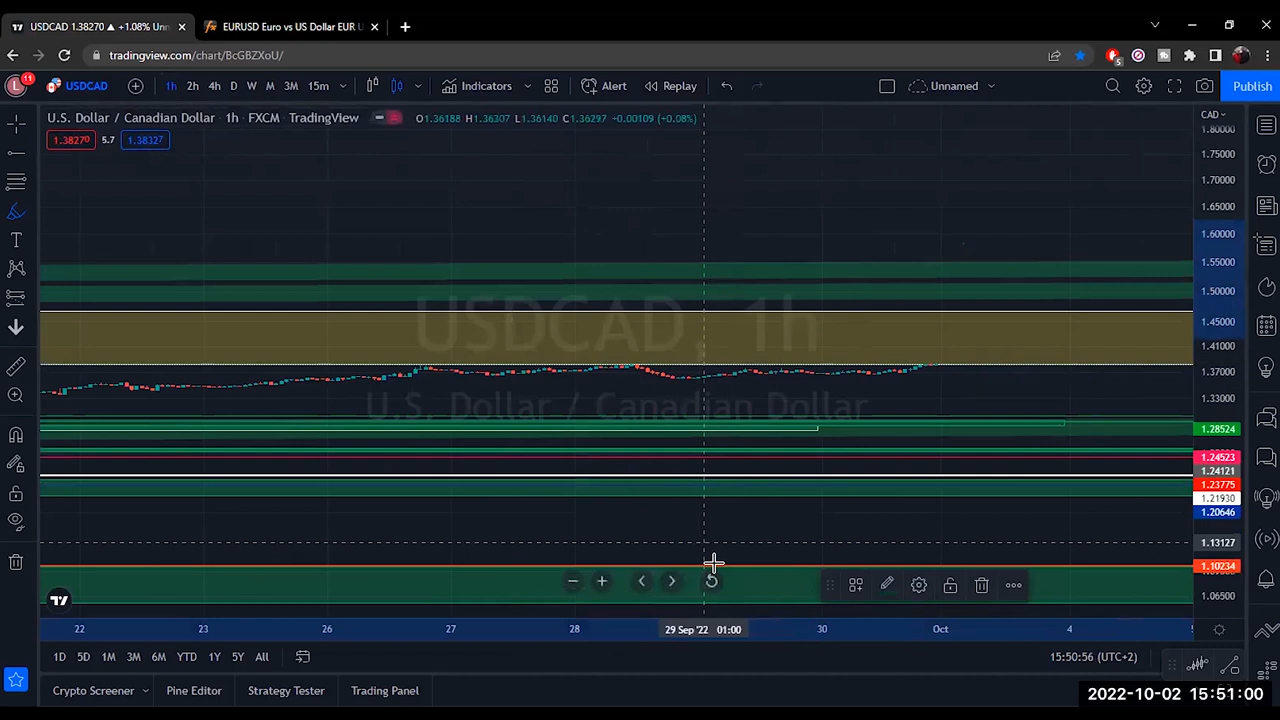 USDCAD 1.38270 ▲ +1.08% Unn
EURUSD Euro vs US Dollar EUR U
tradingview.com/chart/BcGBZXoU/
5
L 11 USDCAD 1h 2h 4h D W M 3M 15m Indicators Alert Replay Unnamed Publish
U.S. Dollar / Canadian Dollar · 1h · FXCM · TradingView O1.36188 H1.36307 L1.36140 C1.36297 +0.00109 (+0.08%)
CAD
1.38270 5.7 1.38327
1.80000
1.75000
1.70000
1.65000
1.60000
1.55000
1.50000
1.45000
1.41000
1.37000
1.33000
USDCAD, 1h
U.S. Dollar / Canadian Dollar
1.28524
1.24523
1.24121
1.23775
1.21930
1.20646
1.13127
1.10234
1.06500
22 23 26 27 28 29 Sep '22 01:00 30 Oct 4
1D 5D 1M 3M 6M YTD 1Y 5Y All 15:50:56 (UTC+2)
Crypto Screener Pine Editor Strategy Tester Trading Panel
2022-10-02 15:51:00